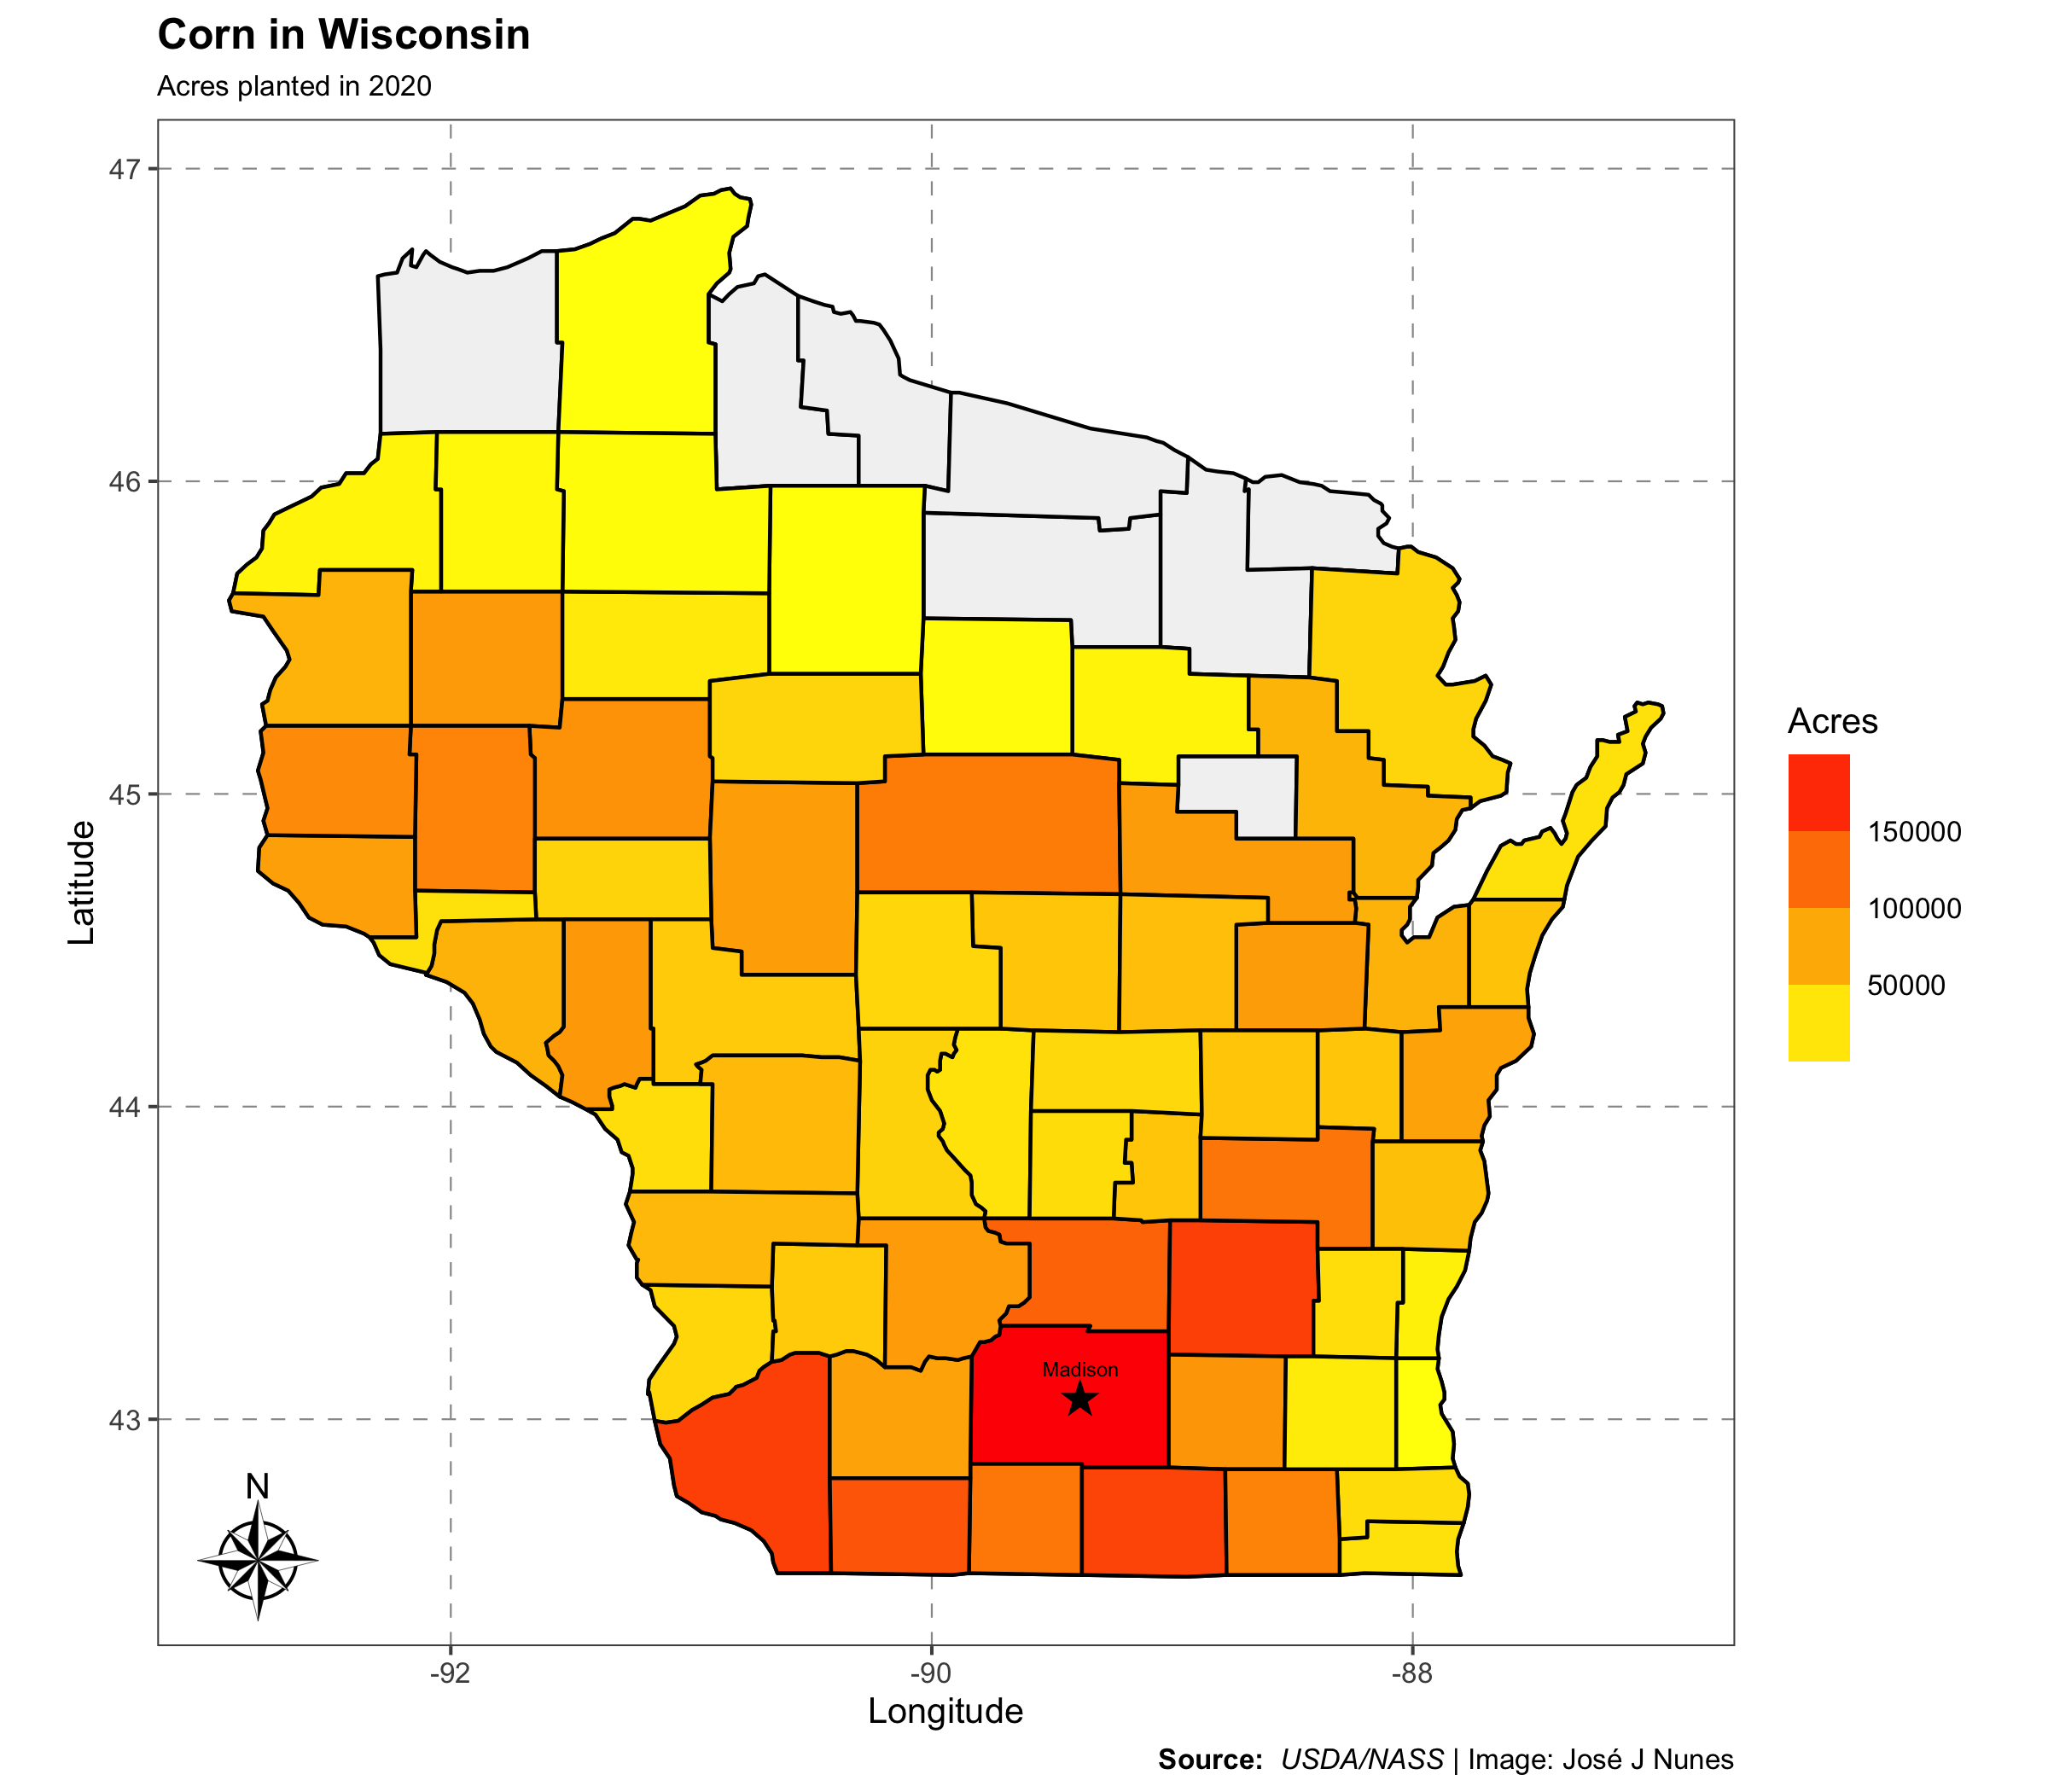 Corn in Wisconsin
Acres planted in 2020
47
46
45
44
43
Latitude
-92
-90
-88
Longitude
Madison
N
Acres
150000
100000
50000
Source: USDA/NASS | Image: José J Nunes